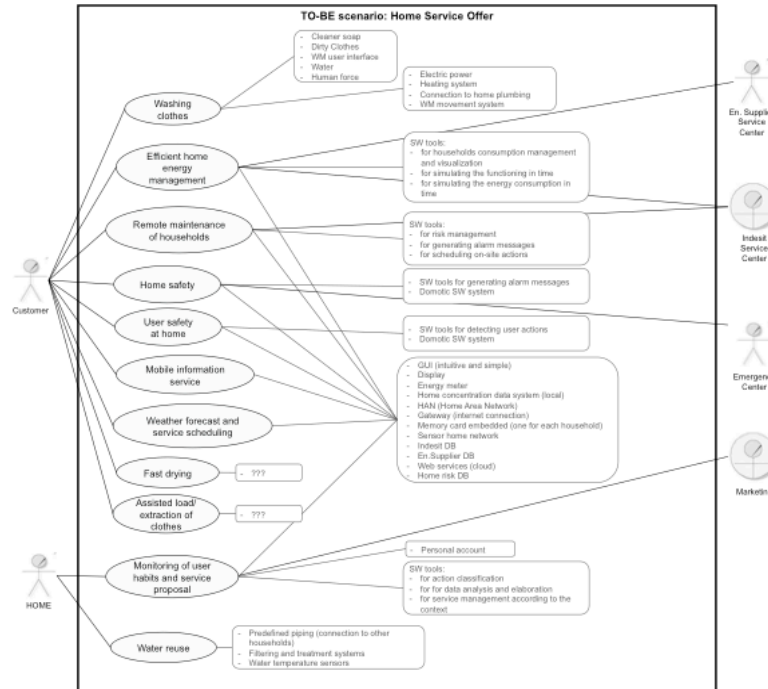 TO-BE scenario: Home Service Offer
- Cleaner soap
- Dirty Clothes
- WM user interface
- Water
- Human force
Washing
clothes
- Electric power
- Heating system
- Connection to home plumbing
- WM movement system
En. Supplie
Service
Center
Efficient home
energy
management
SW tools:
- for households consumption management
and visualization
- for simulating the functioning in time
- for simulating the energy consumption in
time
Remote maintenance
of households
SW tools:
- for risk management
- for generating alarm messages
- for scheduling on-site actions
Indesit
Service
Center
Customer
Home safety
- SW tools for generating alarm messages
- Domotic SW system
User safety
at home
- SW tools for detecting user actions
- Domotic SW system
Emergenc
Center
Mobile information
service
- GUI (intuitive and simple)
- Display
- Energy meter
- Home concentration data system (local)
- HAN (Home Area Network)
- Gateway (internet connection)
- Memory card embedded (one for each household)
- Sensor home network
- Indesit DB
- En.Supplier DB
- Web services (cloud)
- Home risk DB
Weather forecast and
service scheduling
Fast drying
- ???
Assisted load/
extraction of
clothes
- ???
Marketin
HOME
Monitoring of user
habits and service
proposal
- Personal account
SW tools:
- for action classification
- for for data analysis and elaboration
- for service management according to the
context
Water reuse
- Predefined piping (connection to other
households)
- Filtering and treatment systems
- Water temperature sensors